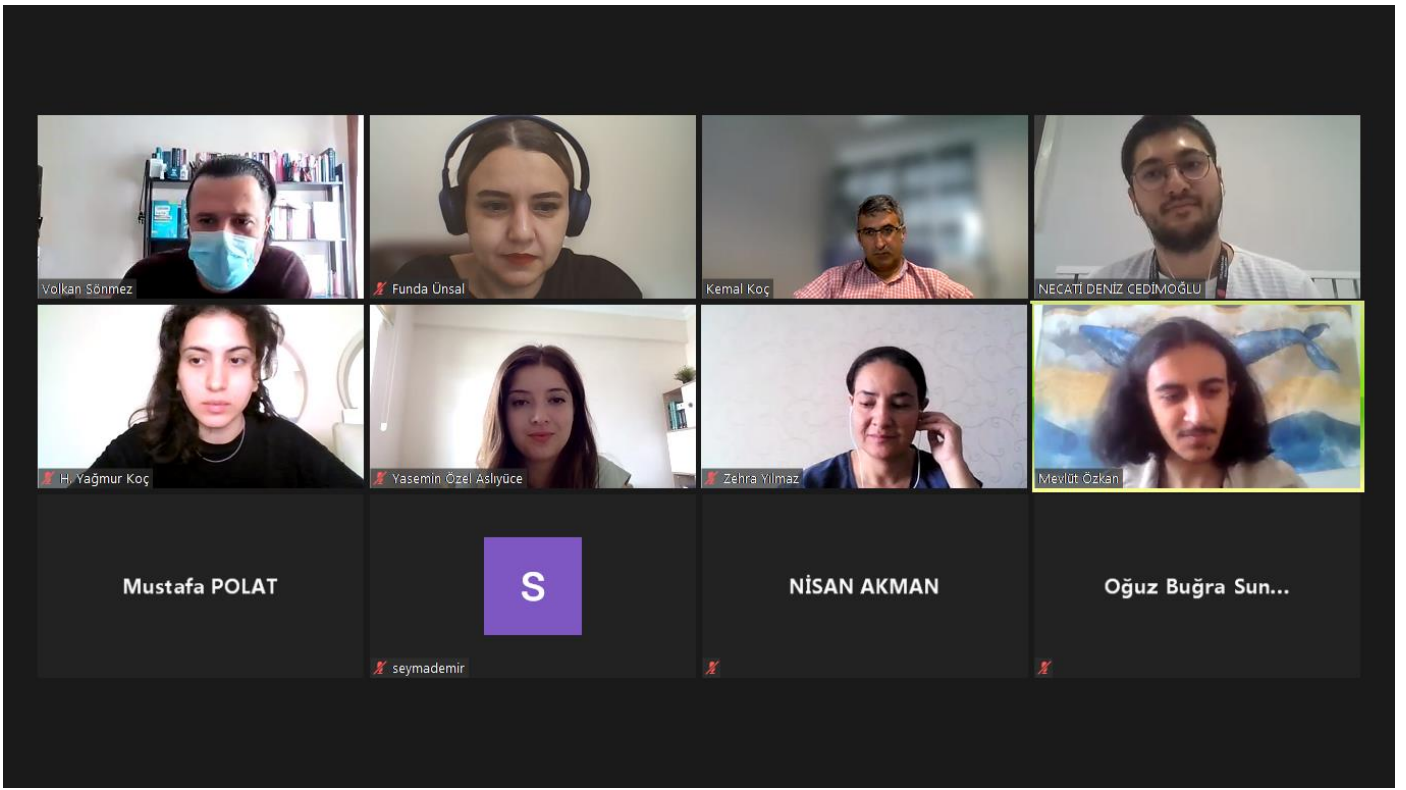 Volkan Sönmez
Funda Ünsal
Kemal Koç
NECATİ DENİZ CEDİMOĞLU
H. Yağmur Koç
Yasemin Özel Aslıyüce
Zehra Yilmaz
Mevlüt Özkan
Mustafa POLAT
S
NİSAN AKMAN
Oğuz Buğra Sun...
seymademir